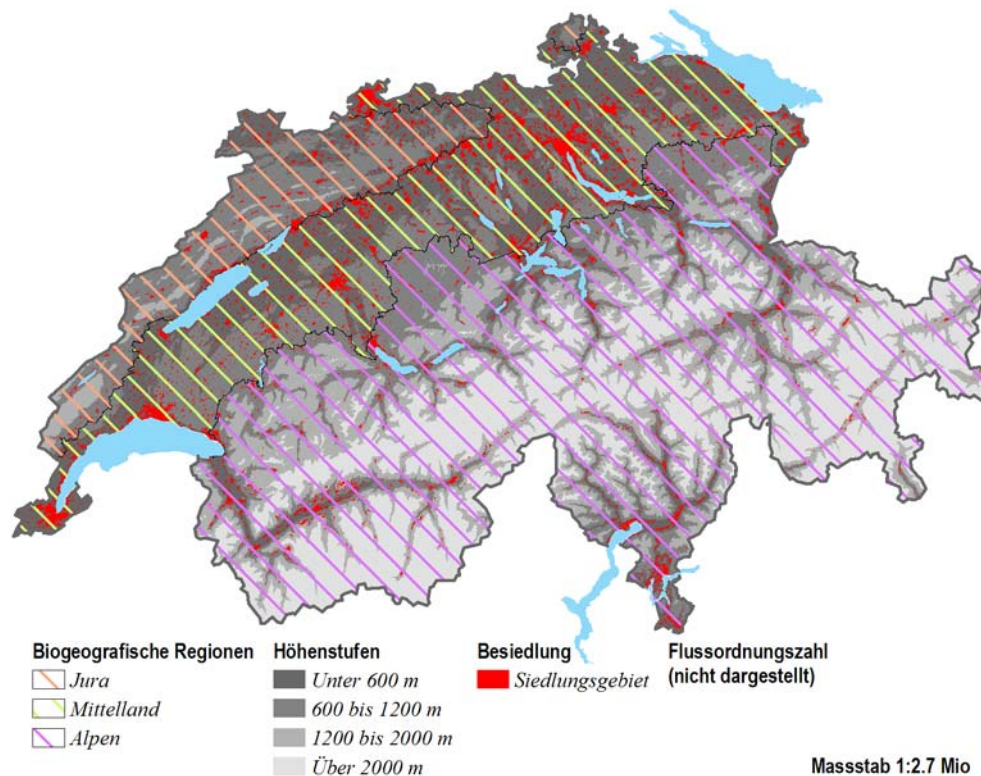 Biogeografische Regionen
Jura
Mittelland
Alpen
Höhenstufen
Unter 600 m
600 bis 1200 m
1200 bis 2000 m
Über 2000 m
Besiedlung
Siedlungsgebiet
Flussordnungszahl
(nicht dargestellt)
Massstab 1:2.7 Mio